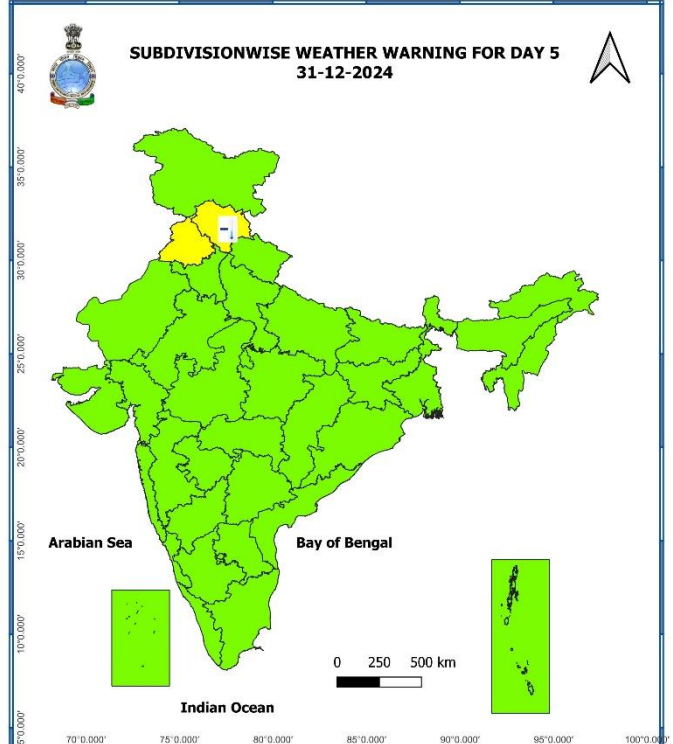 SUBDIVISIONWISE WEATHER WARNING FOR DAY 5
31-12-2024
40°0.000'
35°0.000'
30°0.000'
25°0.000'
20°0.000'
15°0.000'
10°0.000'
5°0.000'
Arabian Sea
Bay of Bengal
0 250 500 km
Indian Ocean
70°0.000' 75°0.000' 80°0.000' 85°0.000' 90°0.000' 95°0.000' 100°0.000'